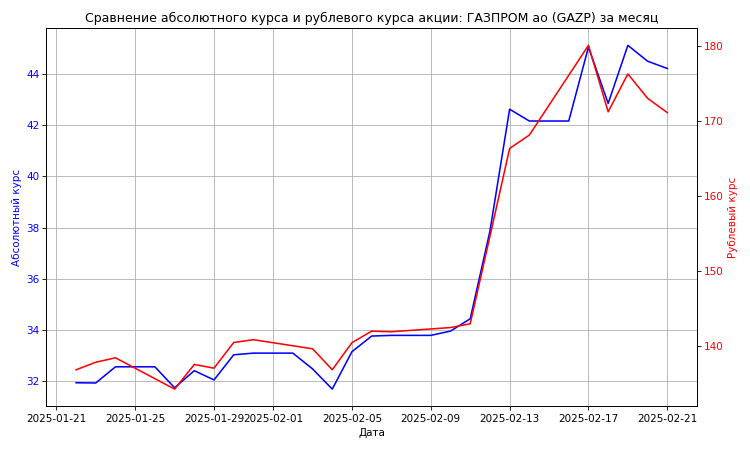 Сравнение абсолютного курса и рублевого курса акции: ГАЗПРОМ ао (GAZP) за месяц
Абсолютный курс
44
42
40
38
36
34
32
180
170
160
150
140
Рублевый курс
2025-01-21 2025-01-25 2025-01-29 2025-02-01 2025-02-05 2025-02-09 2025-02-13 2025-02-17 2025-02-21
Дата